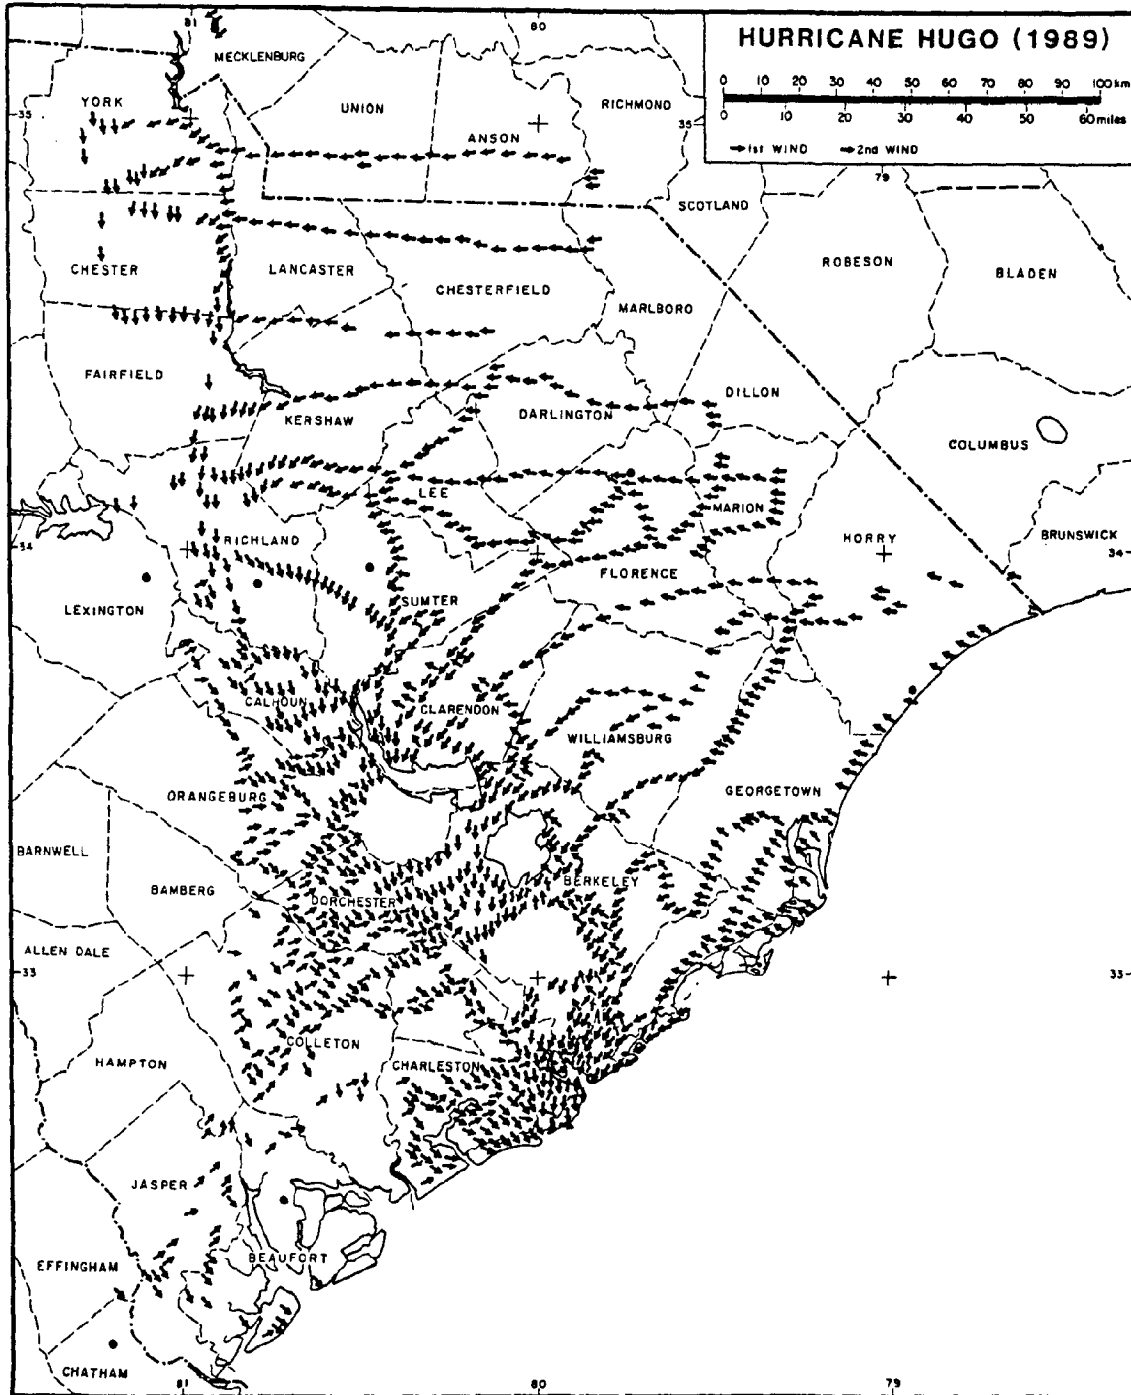 81
80
MECKLENBURG
HURRICANE HUGO (1989)
0 10 20 30 40 50 60 70 80 90 100 km
0 10 20 30 40 50 60 miles
1st WIND 2nd WIND
YORK
UNION
RICHMOND
35
35
ANSON
79
SCOTLAND
ROBESON
BLADEN
CHESTER
LANCASTER
CHESTERFIELD
MARLBORO
FAIRFIELD
DILLON
KERSHAW
DARLINGTON
COLUMBUS
LEE
MARION
RICHLAND
HORRY
BRUNSWICK
34
34
FLORENCE
LEXINGTON
SUMTER
CALHOUN
CLARENDON
WILLIAMSBURG
ORANGEBURG
GEORGETOWN
BARNWELL
BAMBERG
DORCHESTER
BERKELEY
ALLEN DALE
33
33
COLLETON
HAMPTON
CHARLESTON
JASPER
BEAUFORT
EFFINGHAM
CHATHAM
81
80
79